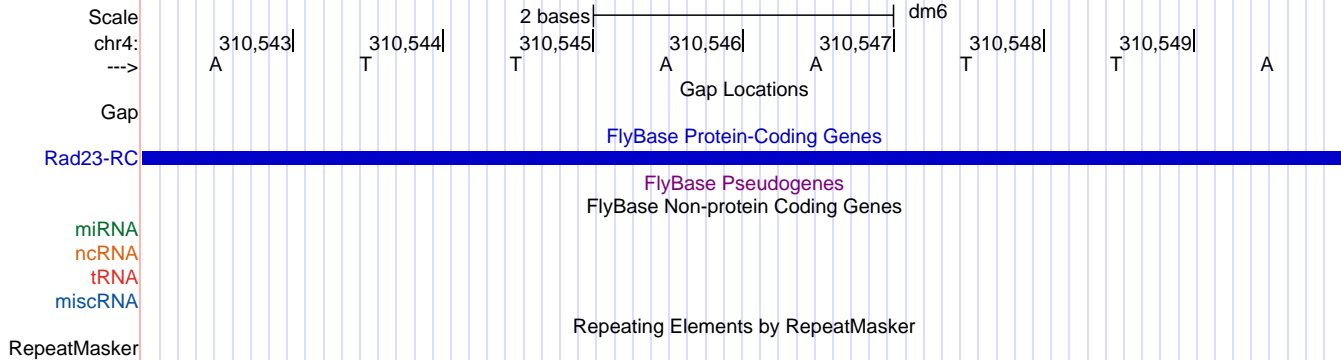 Scale 2 bases dm6
chr4: 310,543 310,544 310,545 310,546 310,547 310,548 310,549
---> A T T A A T T A
Gap Locations
Gap
FlyBase Protein-Coding Genes
Rad23-RC
FlyBase Pseudogenes
FlyBase Non-protein Coding Genes
miRNA
ncRNA
tRNA
miscRNA
Repeating Elements by RepeatMasker
RepeatMasker